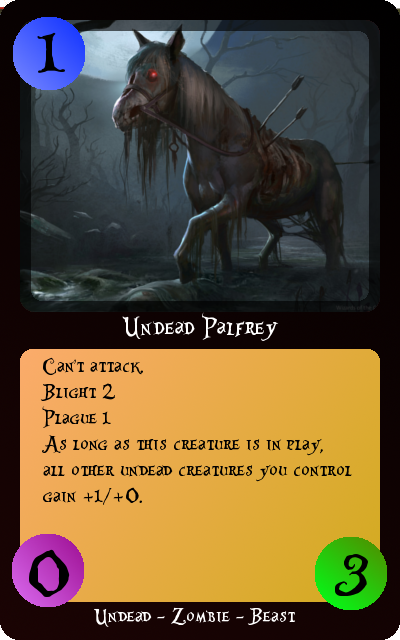 1
Undead Palfrey
Can't attack.
Blight 2
Plague 1
As long as this creature is in play,
all other undead creatures you control
gain +1/+0.
0
3
Undead - Zombie - Beast